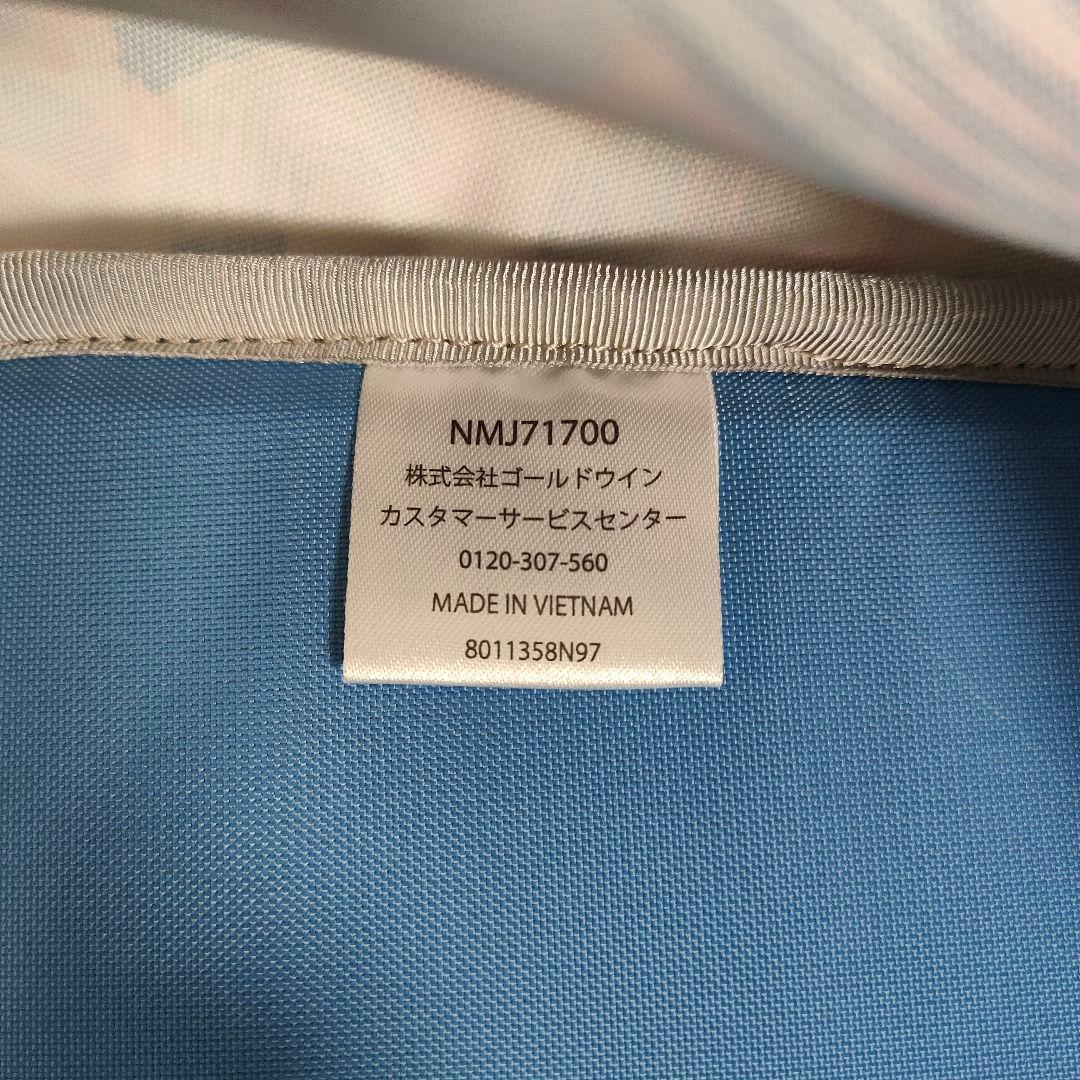 NMJ71700
株式会社ゴールドウイン
カスタマーサービスセンター
0120-307-560
MADE IN VIETNAM
8011358N97